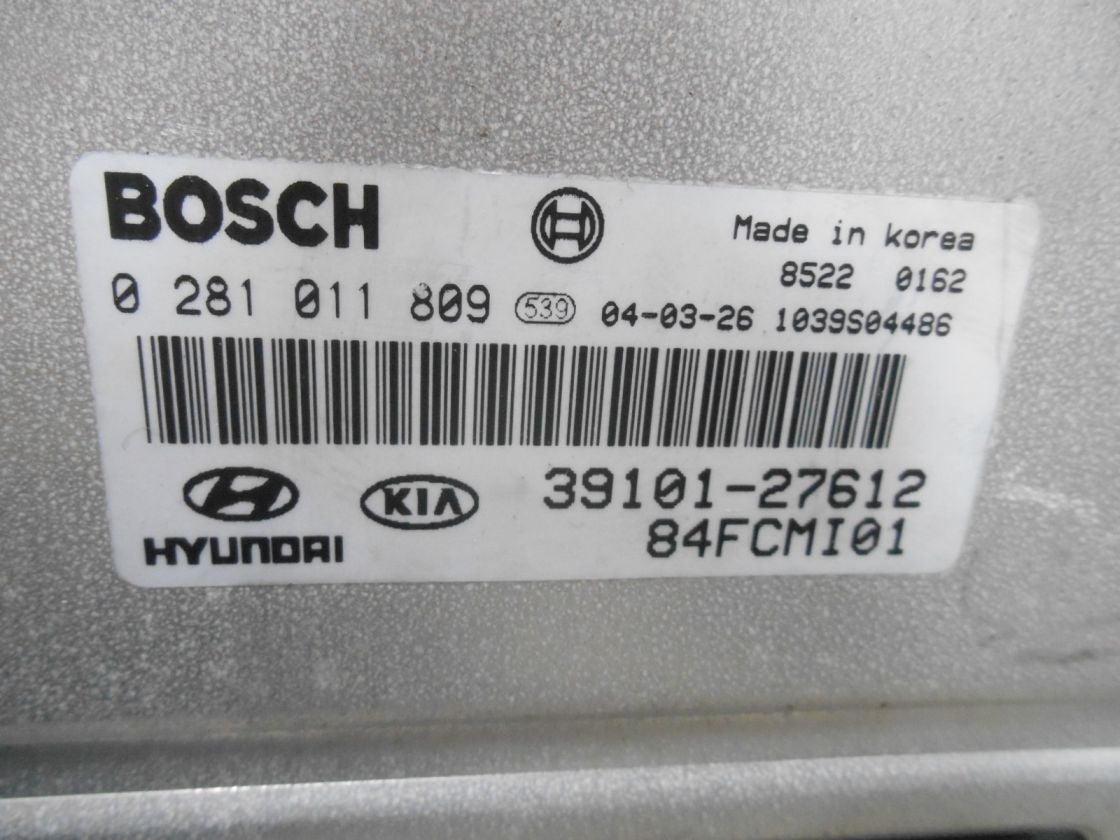 BOSCH
Made in korea
8522 0162
0 281 011 809 539 04-03-26 1039S04486
39101-27612
KIA
HYUNDAI
84FCMI01